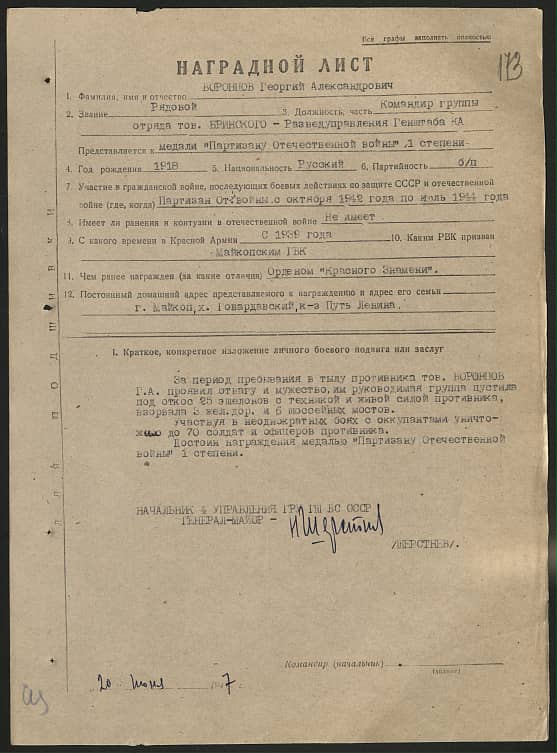 Все графы заполнять полностью
173
НАГРАДНОЙ ЛИСТ
ВОРОНЦОВ Георгий Александрович
1. Фамилия, имя и отчество
2. Звание Рядовой 3. Должность, часть Командир группы
отряда тов. БРИНСКОГО - Разведуправления Генштаба КА
Представляется к медали "Партизану Отечественной войны" 1 степени-
4. Год рождения 1918 5. Национальность Русский 6. Партийность б/п
7. Участие в гражданской войне, последующих боевых действиях по защите СССР и отечественной
войне (где, когда) Партизан От.войны с октября 1942 года по июль 1944 года
8. Имеет ли ранения и контузии в отечественной войне Не имеет
9. С какого времени в Красной Армии С 1939 года 10. Каким РВК призван
Майкопским ГВК
11. Чем ранее награжден (за какие отличия) Орденом "Красного Знамени".
12. Постоянный домашний адрес представляемого к награждению и адрес его семьи
г. Майкоп, х. Говардавский, к-з Путь Ленина.
Для подшивки
I. Краткое, конкретное изложение личного боевого подвига или заслуг
За период пребывания в тылу противника тов. ВОРОНЦОВ
Г.А. проявил отвагу и мужество, им руководимая группа пустила
под откос 25 эшелонов с техникой и живой силой противника,
взорвала 3 жел.дор. и 6 шоссейных мостов.
Участвуя в неоднократных боях с оккупантами уничто-
жено до 70 солдат и офицеров противника.
Достоин награждения медалью "Партизану Отечественной
войны" 1 степени.
НАЧАЛЬНИК 4 УПРАВЛЕНИЯ ГРУ ГШ ВС СССР
ГЕНЕРАЛ-МАЙОР -
/ШЕРСТНЕВ/.
Командир (начальник)
(подпись)
20 июня 1947 г.